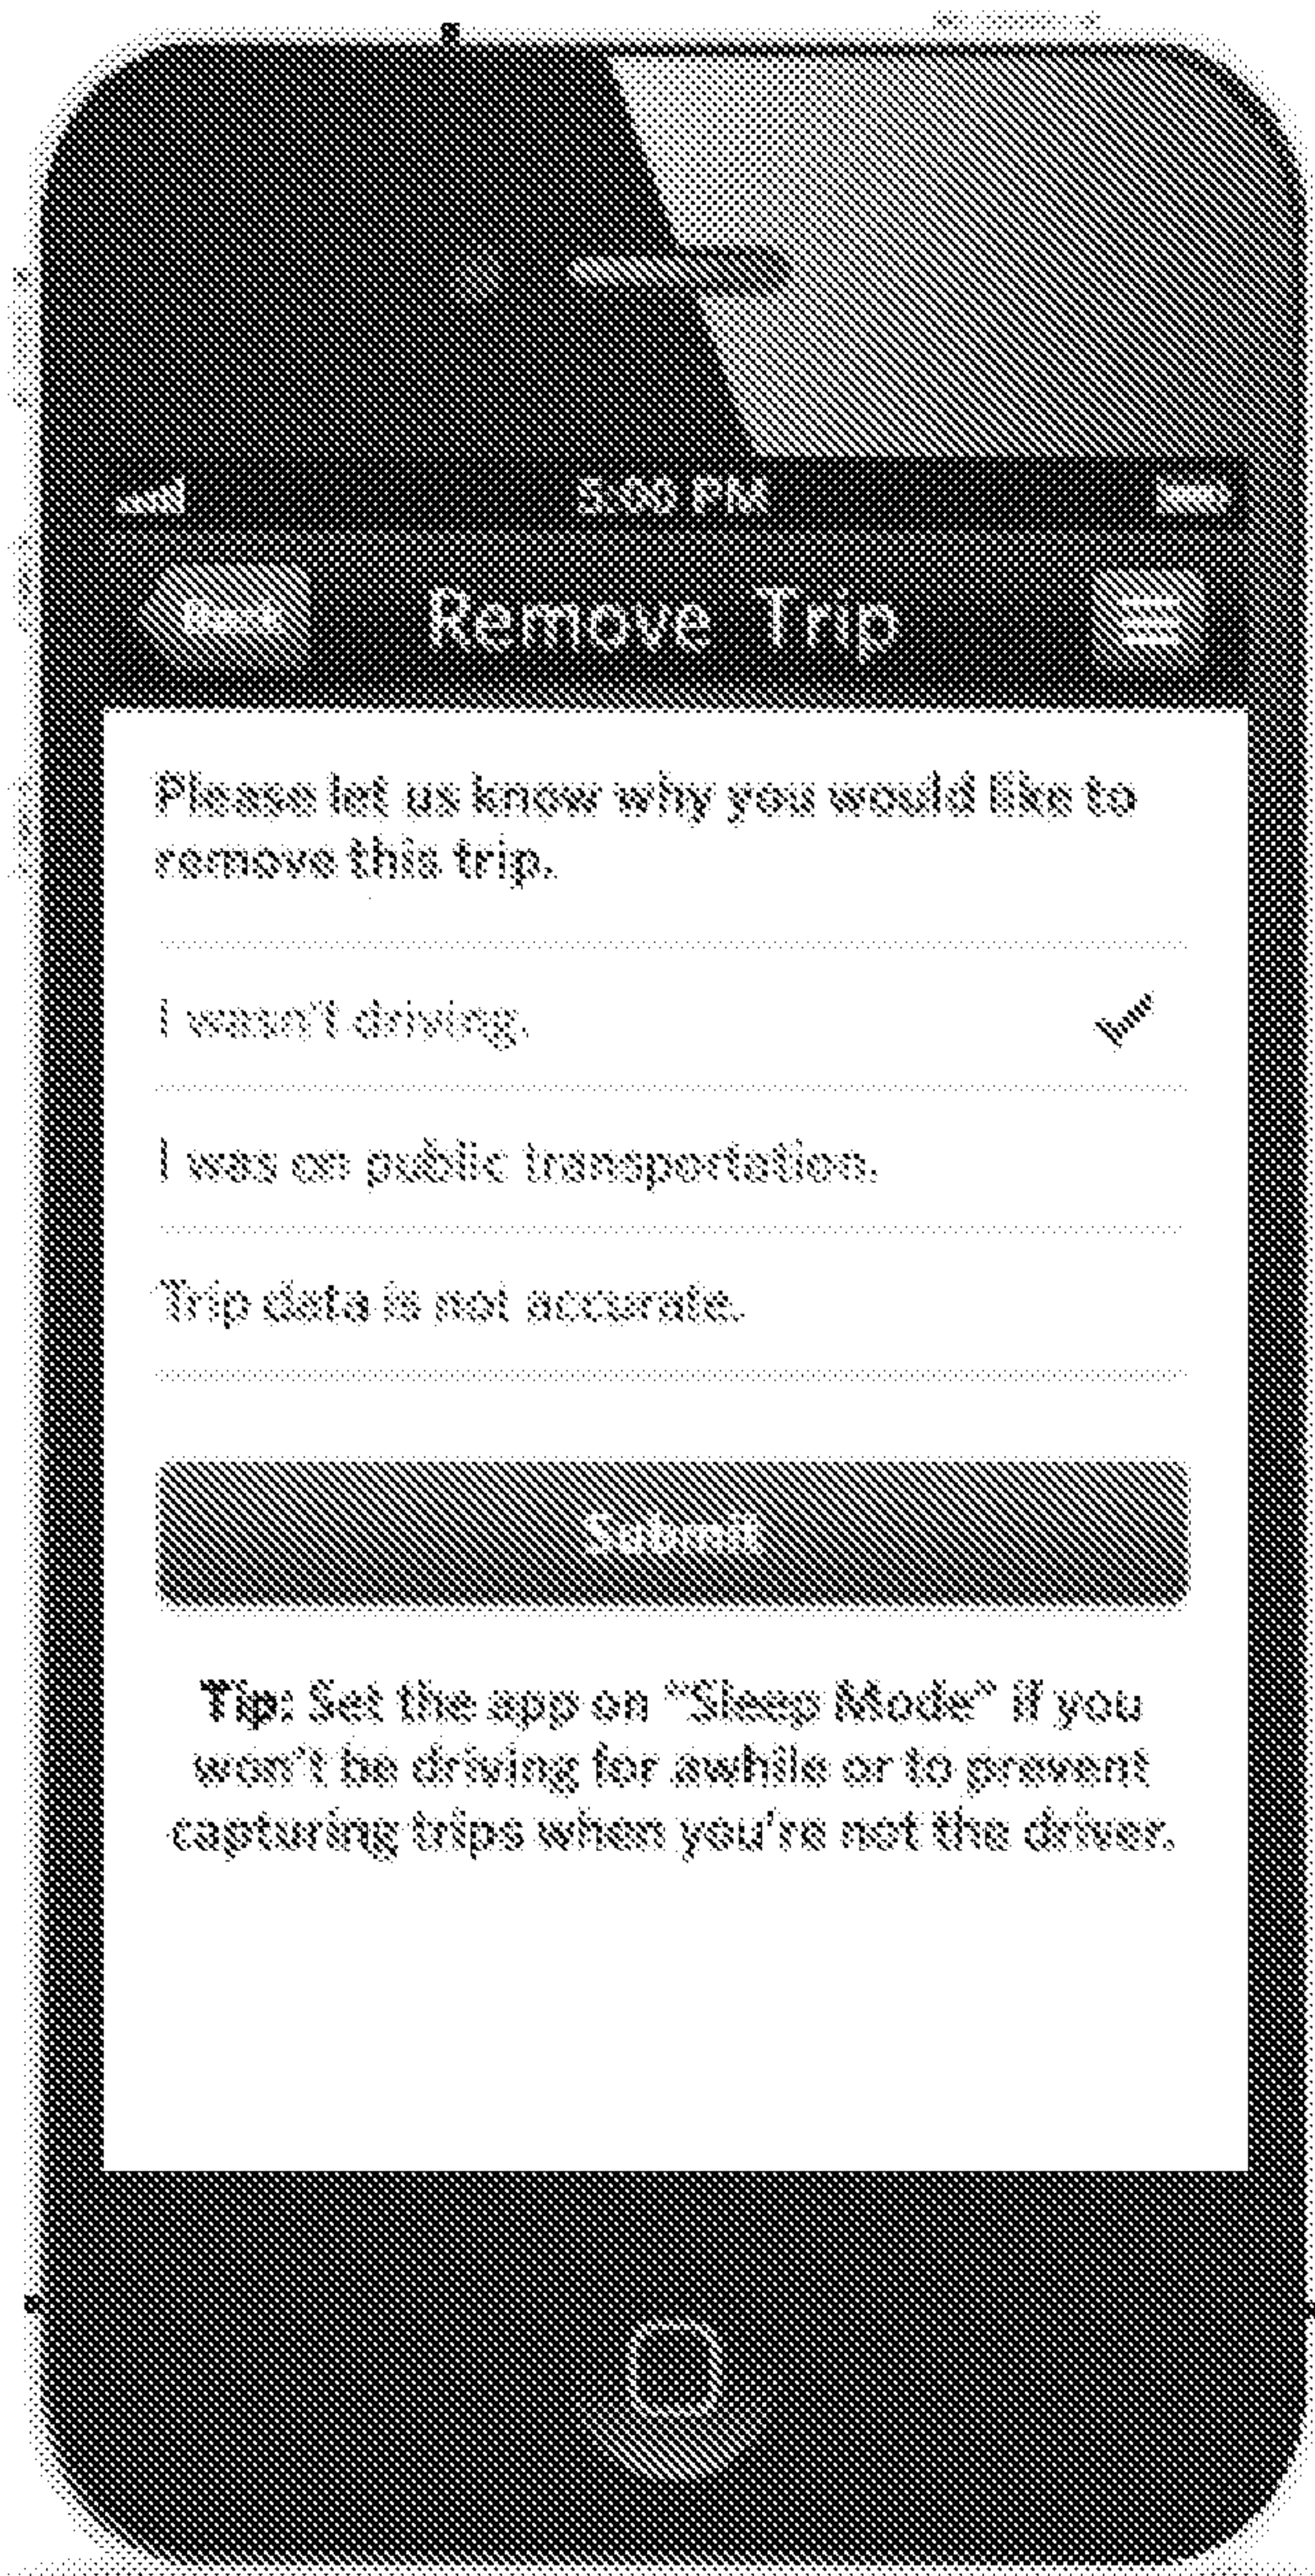 5:00 PM
Back
Remove Trip
Please let us know why you would like to
remove this trip.
I wasn't driving.
I was on public transportation.
Trip data is not accurate.
Submit
Tip: Set the app on "Sleep Mode" if you
won't be driving for awhile or to prevent
capturing trips when you're not the driver.